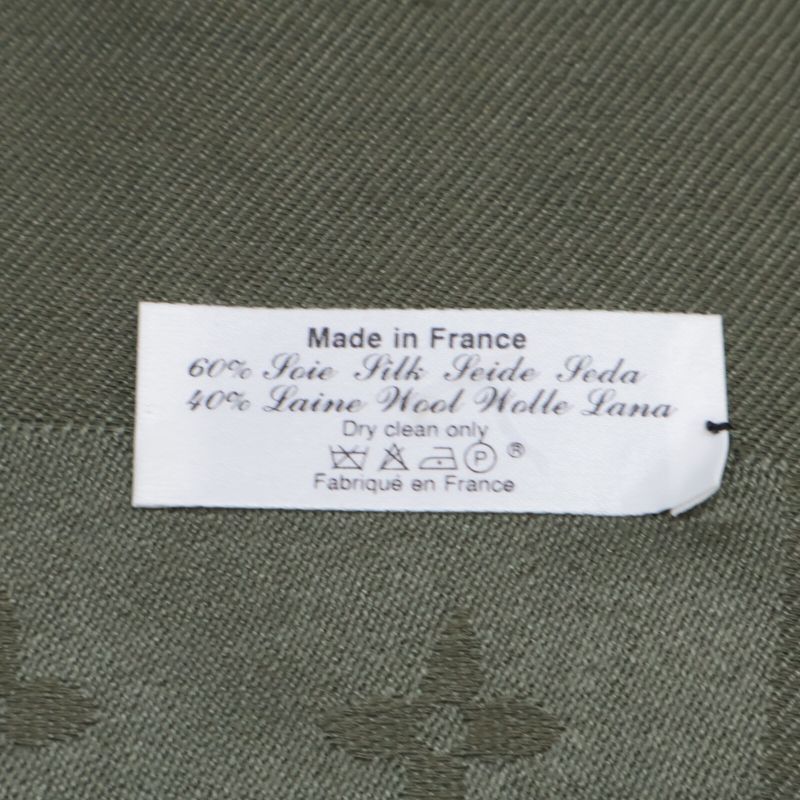 Made in France
60% Soie Silk Seide Seda
40% Laine Wool Wolle Lana
Dry clean only
P ®
Fabriqué en France